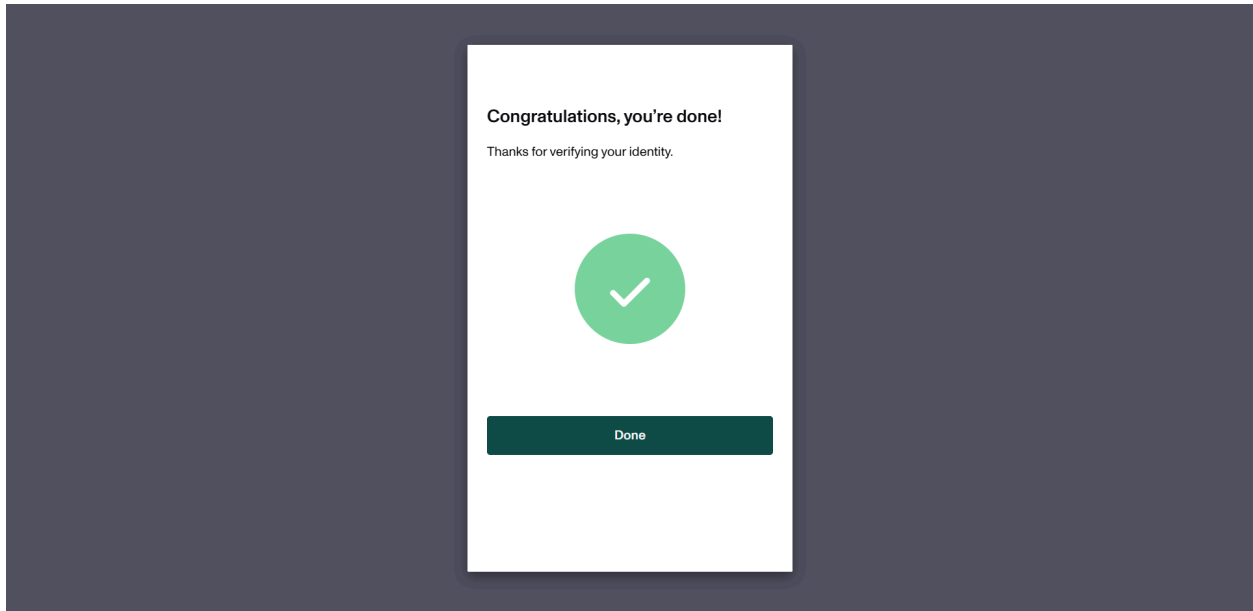 Congratulations, you’re done!
Thanks for verifying your identity.
Done